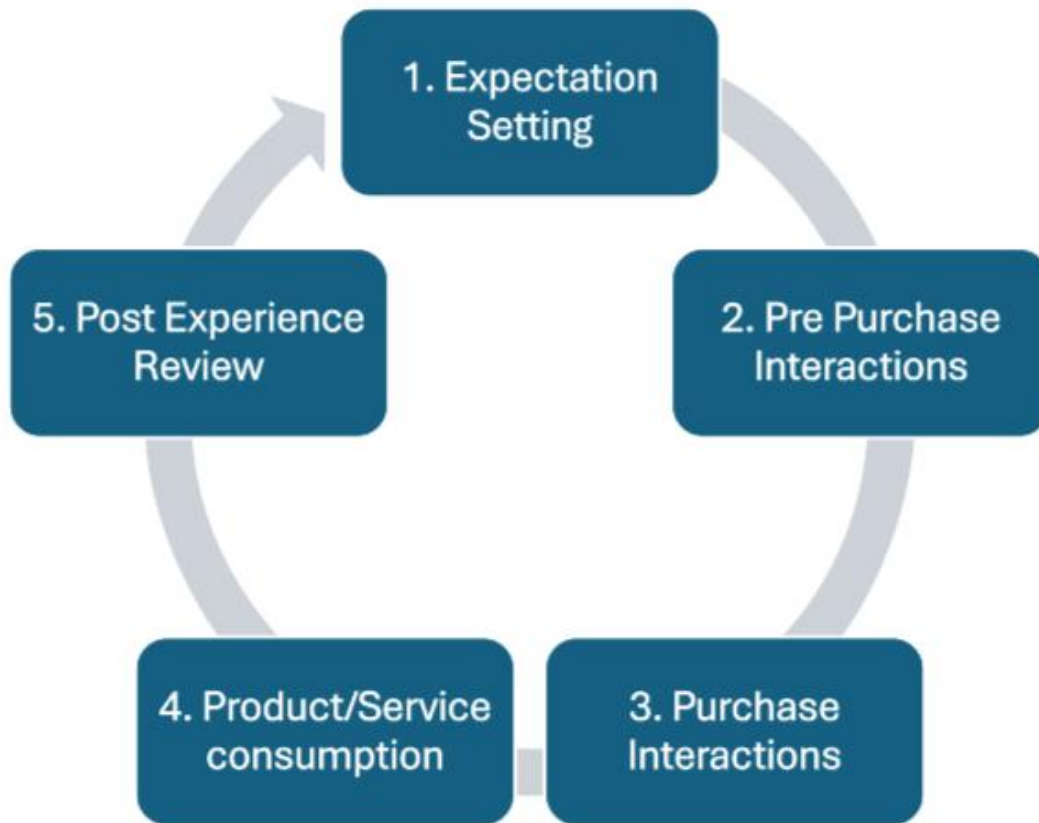 1. Expectation
Setting
2. Pre Purchase
Interactions
3. Purchase
Interactions
4. Product/Service
consumption
5. Post Experience
Review